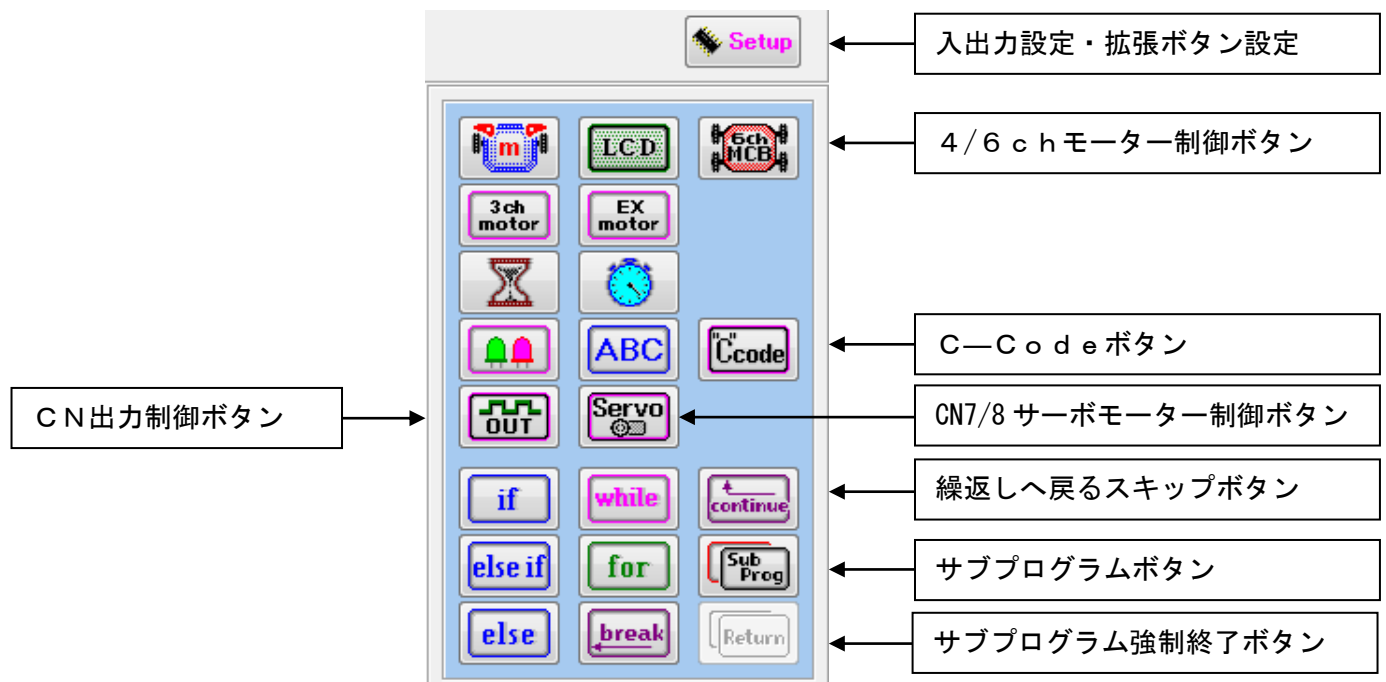 Setup
入出力設定・拡張ボタン設定
m
LCD
6ch
MCB
4/6chモーター制御ボタン
3ch
motor
EX
motor
ABC
"C"code
C―Codeボタン
CN出力制御ボタン
OUT
Servo
CN7/8 サーボモーター制御ボタン
if
while
continue
繰返しへ戻るスキップボタン
else if
for
Sub
Prog
サブプログラムボタン
else
break
Return
サブプログラム強制終了ボタン